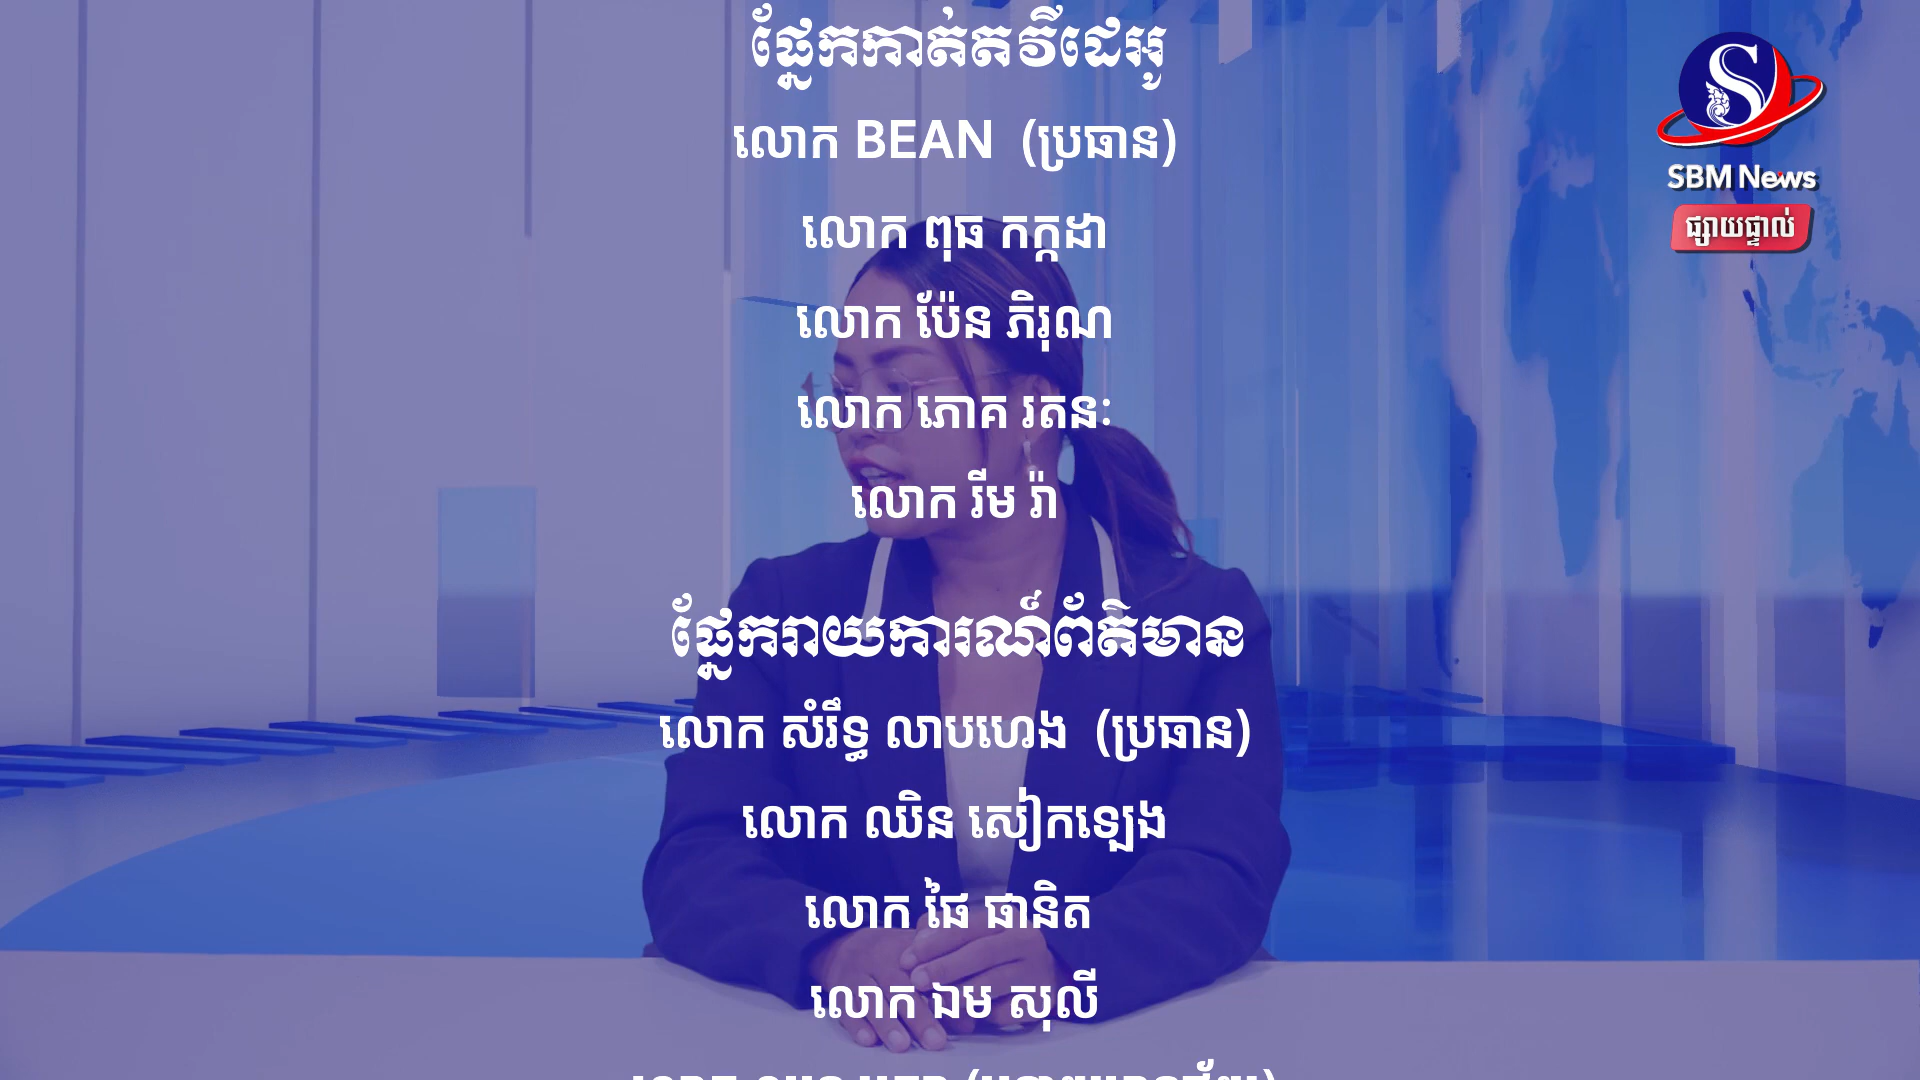 ផ្នែកកាត់តវីដេអូ
លោក BEAN (ប្រធាន)
លោក ពុធ កក្កដា
លោក ប៉ែន ភិរុណ
លោក ភោគ រតនៈ
លោក រីម រ៉ា
ផ្នែករាយការណ៍ព័ត៌មាន
លោក សំរឹទ្ធ លាបហេង (ប្រធាន)
លោក ឈិន សៀកឡេង
លោក ផៃ ផានិត
លោក ឯម សុលី
SBM News
ផ្សាយផ្ទាល់